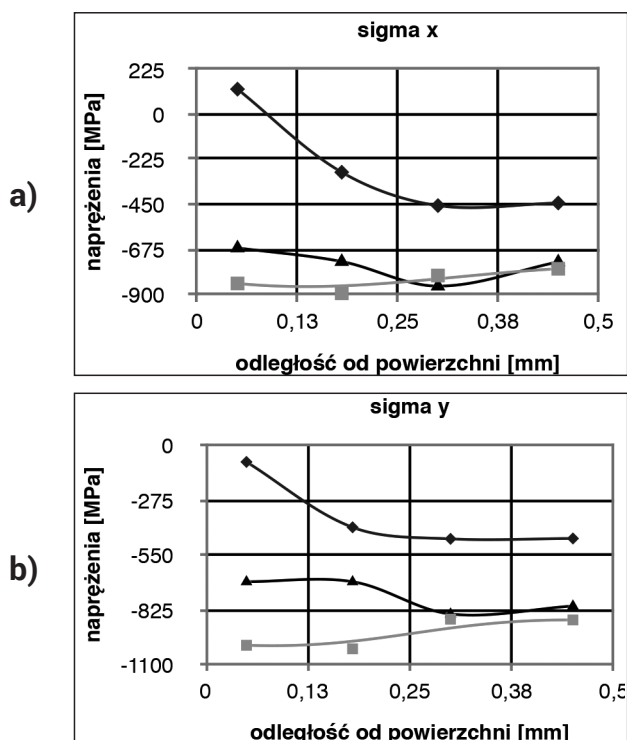 a)
sigma x
naprężenia [MPa]
225
0
-225
-450
-675
-900
0 0,13 0,25 0,38 0,5
odległość od powierzchni [mm]
b)
sigma y
naprężenia [MPa]
0
-275
-550
-825
-1100
0 0,13 0,25 0,38 0,5
odległość od powierzchni [mm]